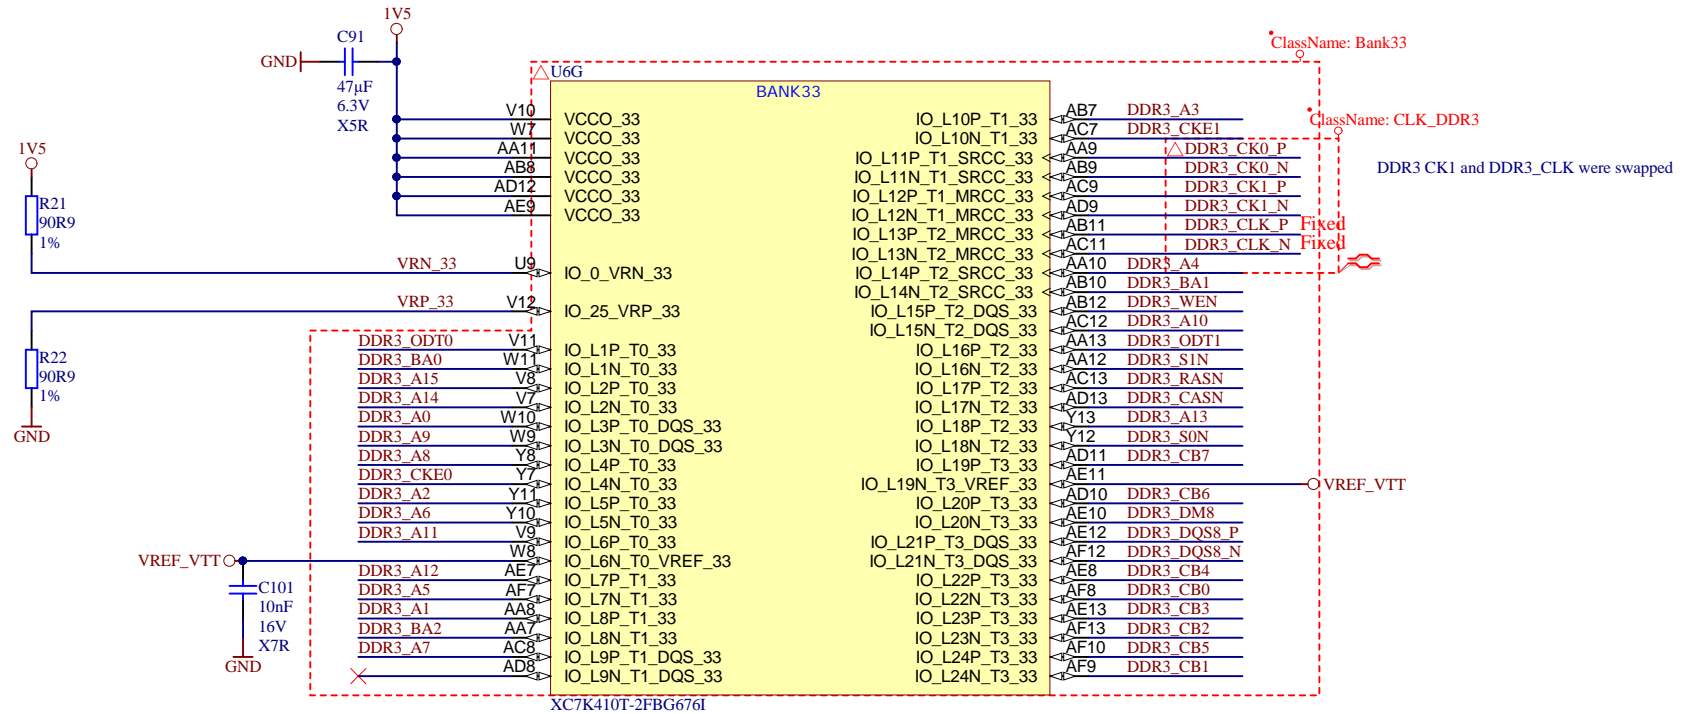 1V5
C91
GND
47µF
6.3V
X5R
ClassName: Bank33
U6G
BANK33
V10 VCCO_33
W7 VCCO_33
AA11 VCCO_33
AB8 VCCO_33
AD12 VCCO_33
AE9 VCCO_33
1V5
R21
90R9
1%
VRN_33 U9 IO_0_VRN_33
VRP_33 V12 IO_25_VRP_33
R22
90R9
1%
GND
DDR3_ODT0 V11 IO_L1P_T0_33
DDR3_BA0 W11 IO_L1N_T0_33
DDR3_A15 V8 IO_L2P_T0_33
DDR3_A14 V7 IO_L2N_T0_33
DDR3_A0 W10 IO_L3P_T0_DQS_33
DDR3_A9 W9 IO_L3N_T0_DQS_33
DDR3_A8 Y8 IO_L4P_T0_33
DDR3_CKE0 Y7 IO_L4N_T0_33
DDR3_A2 Y11 IO_L5P_T0_33
DDR3_A6 Y10 IO_L5N_T0_33
DDR3_A11 V9 IO_L6P_T0_33
VREF_VTT W8 IO_L6N_T0_VREF_33
DDR3_A12 AE7 IO_L7P_T1_33
DDR3_A5 AF7 IO_L7N_T1_33
DDR3_A1 AA8 IO_L8P_T1_33
DDR3_BA2 AA7 IO_L8N_T1_33
DDR3_A7 AC8 IO_L9P_T1_DQS_33
AD8 IO_L9N_T1_DQS_33
C101
10nF
16V
X7R
GND
IO_L10P_T1_33 AB7 DDR3_A3
IO_L10N_T1_33 AC7 DDR3_CKE1
ClassName: CLK_DDR3
IO_L11P_T1_SRCC_33 AA9 DDR3_CK0_P
IO_L11N_T1_SRCC_33 AB9 DDR3_CK0_N
DDR3 CK1 and DDR3_CLK were swapped
IO_L12P_T1_MRCC_33 AC9 DDR3_CK1_P
IO_L12N_T1_MRCC_33 AD9 DDR3_CK1_N
IO_L13P_T2_MRCC_33 AB11 DDR3_CLK_P Fixed
IO_L13N_T2_MRCC_33 AC11 DDR3_CLK_N Fixed
IO_L14P_T2_SRCC_33 AA10 DDR3_A4
IO_L14N_T2_SRCC_33 AB10 DDR3_BA1
IO_L15P_T2_DQS_33 AB12 DDR3_WEN
IO_L15N_T2_DQS_33 AC12 DDR3_A10
IO_L16P_T2_33 AA13 DDR3_ODT1
IO_L16N_T2_33 AA12 DDR3_S1N
IO_L17P_T2_33 AC13 DDR3_RASN
IO_L17N_T2_33 AD13 DDR3_CASN
IO_L18P_T2_33 Y13 DDR3_A13
IO_L18N_T2_33 Y12 DDR3_S0N
IO_L19P_T3_33 AD11 DDR3_CB7
IO_L19N_T3_VREF_33 AE11 VREF_VTT
IO_L20P_T3_33 AD10 DDR3_CB6
IO_L20N_T3_33 AE10 DDR3_DM8
IO_L21P_T3_DQS_33 AE12 DDR3_DQS8_P
IO_L21N_T3_DQS_33 AF12 DDR3_DQS8_N
IO_L22P_T3_33 AE8 DDR3_CB4
IO_L22N_T3_33 AF8 DDR3_CB0
IO_L23P_T3_33 AE13 DDR3_CB3
IO_L23N_T3_33 AF13 DDR3_CB2
IO_L24P_T3_33 AF10 DDR3_CB5
IO_L24N_T3_33 AF9 DDR3_CB1
XC7K410T-2FBG676I